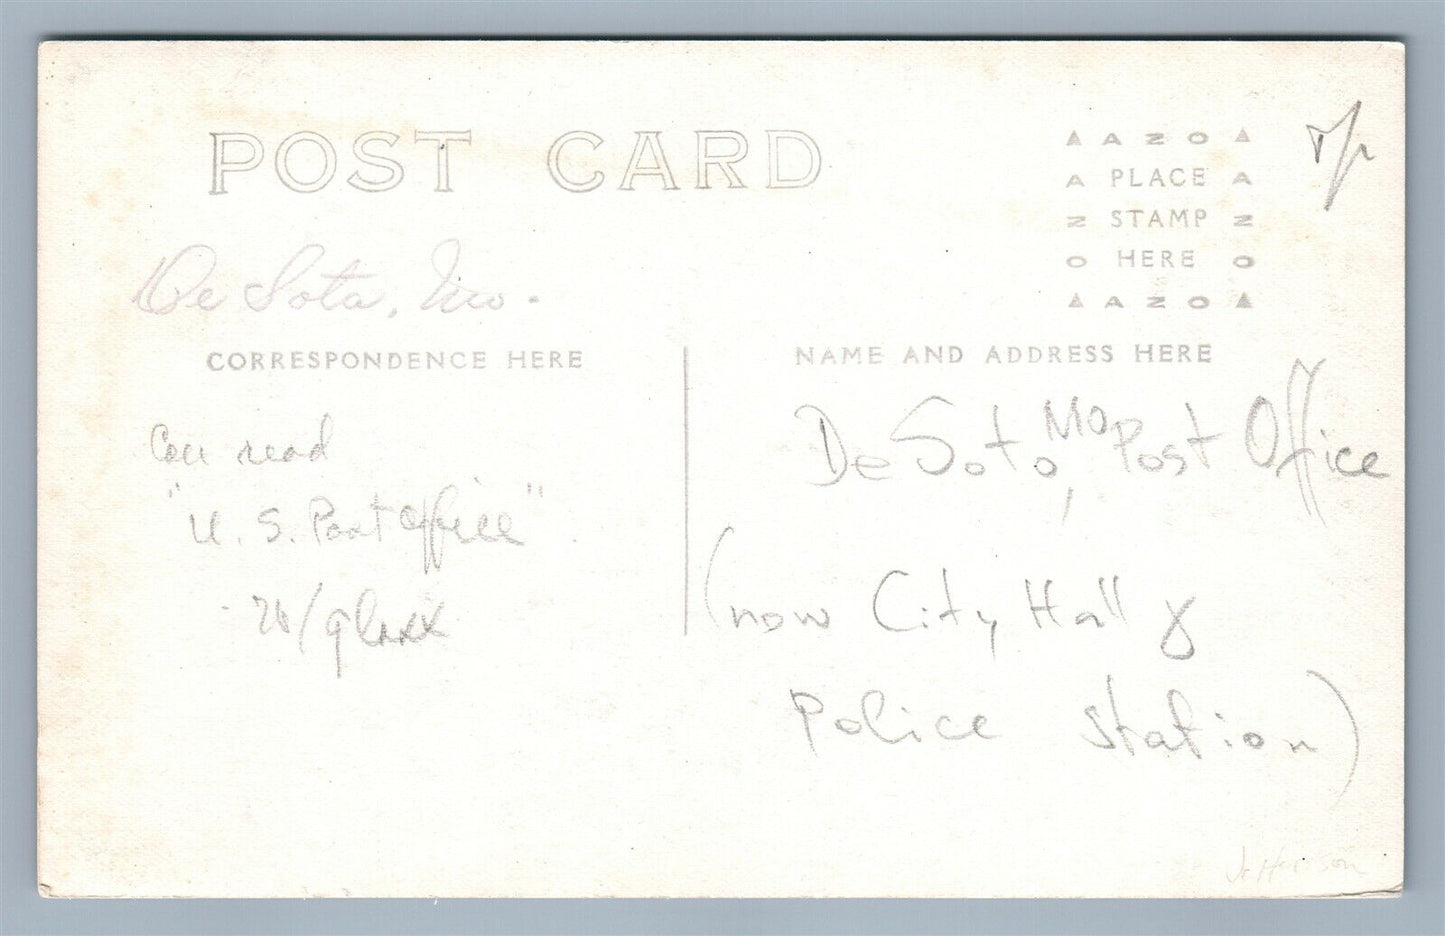 POST CARD
▲ AZO ▲
A PLACE A
Z STAMP Z
O HERE O
▲ AZO ▲
De Soto, Mo.
CORRESPONDENCE HERE
NAME AND ADDRESS HERE
Can read
"U. S. Post Office"
w/glass
De Soto, Mo Post Office
(now City Hall &
Police Station)
Jefferson